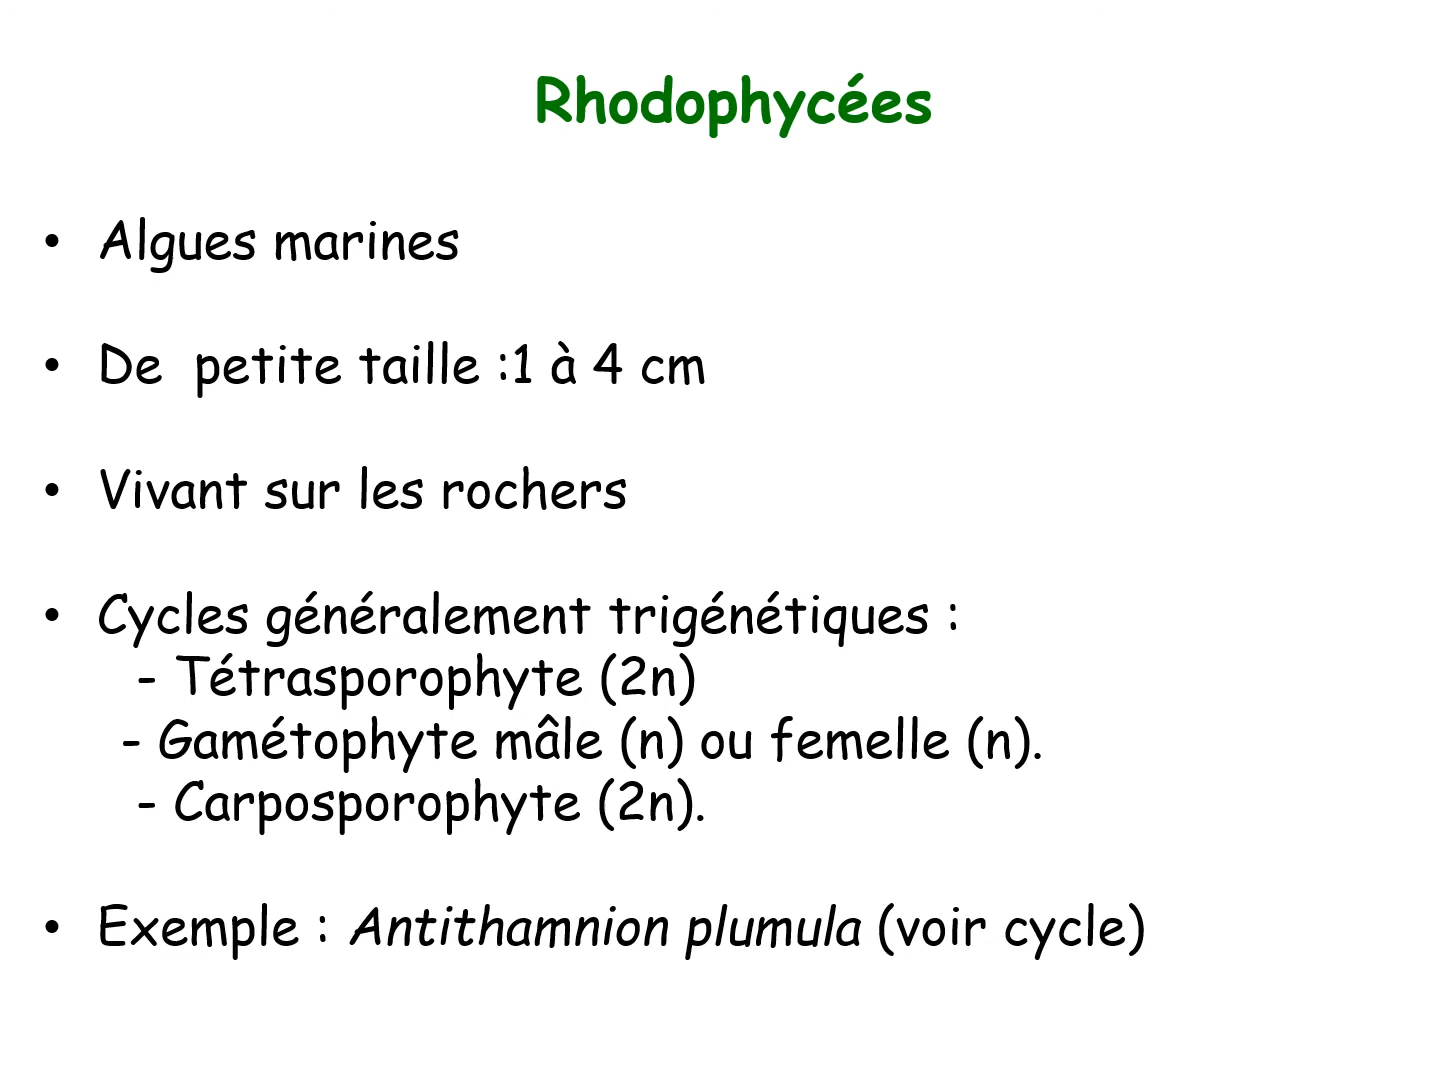 Rhodophycées
• Algues marines
• De  petite taille :1 à 4 cm
• Vivant sur les rochers
• Cycles généralement trigénétiques :
- Tétrasporophyte (2n)
- Gamétophyte mâle (n) ou femelle (n).
- Carposporophyte (2n).
• Exemple : Antithamnion plumula (voir cycle)